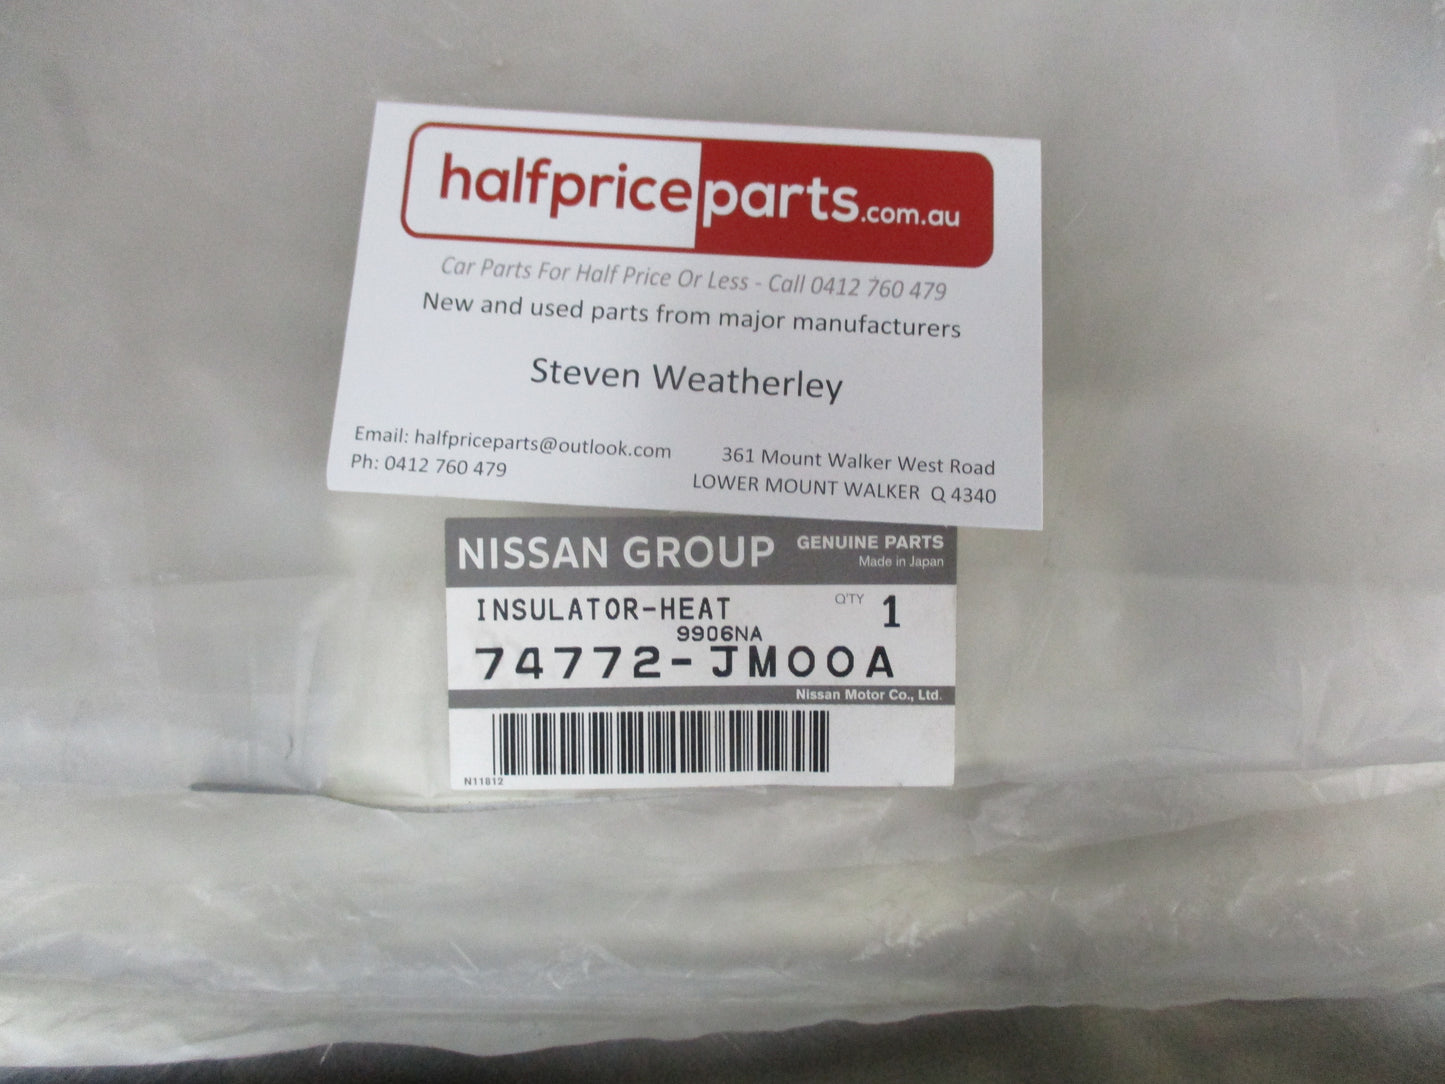 halfpriceparts.com.au
Car Parts For Half Price Or Less - Call 0412 760 479
New and used parts from major manufacturers
Steven Weatherley
Email: halfpriceparts@outlook.com
Ph: 0412 760 479
361 Mount Walker West Road
LOWER MOUNT WALKER Q 4340
NISSAN GROUP
GENUINE PARTS
Made in Japan
INSULATOR-HEAT
Q'TY 1
9906NA
74772-JM00A
Nissan Motor Co., Ltd.
N11812